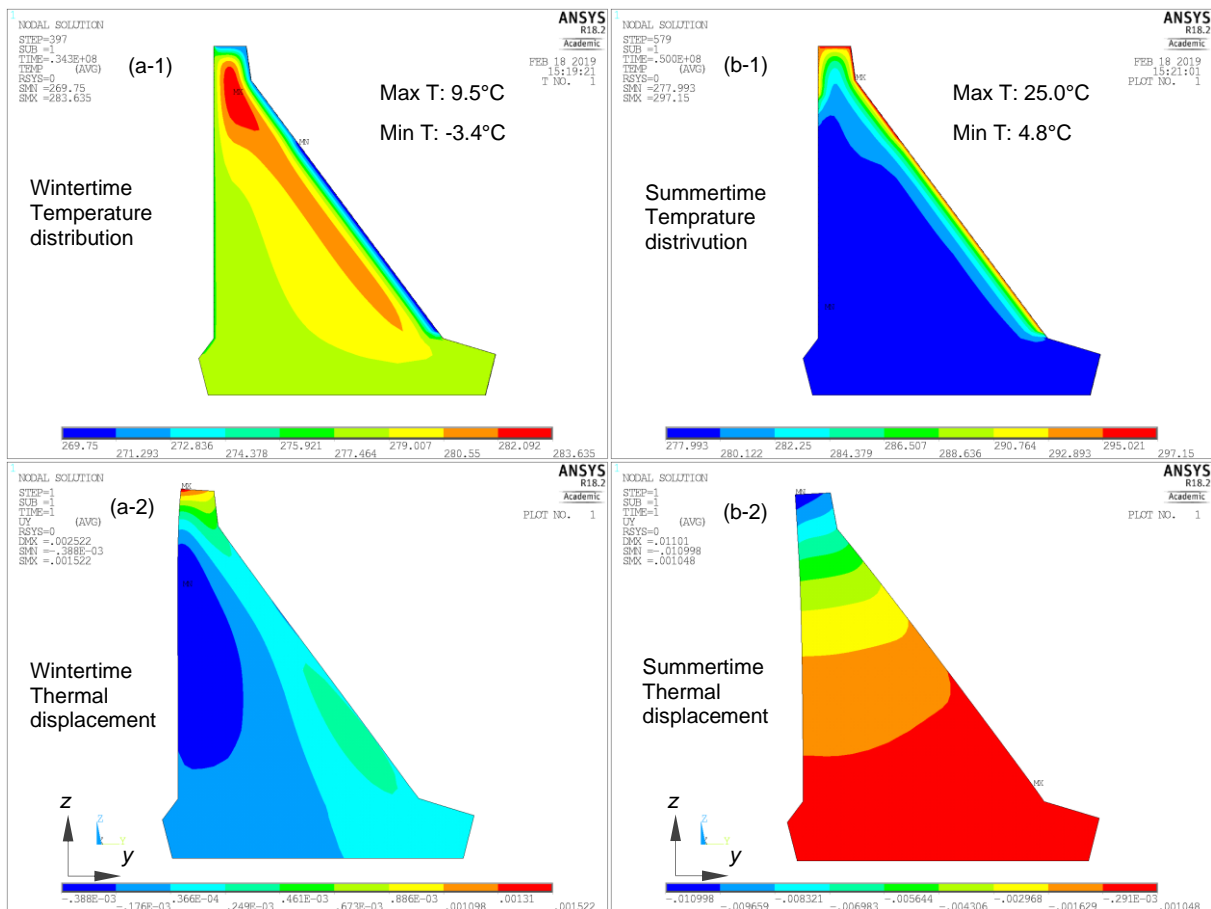 1
NODAL SOLUTION
STEP=397
SUB =1
TIME=.343E+08
TEMP (AVG)
RSYS=0
SMN =269.75
SMX =283.635
ANSYS
R18.2
Academic
FEB 18 2019
15:19:21
T NO. 1
(a-1)
Max T: 9.5°C
Min T: -3.4°C
MX
MN
Wintertime
Temperature
distribution
269.75 272.836 275.921 279.007 282.092
271.293 274.378 277.464 280.55 283.635
1
NODAL SOLUTION
STEP=579
SUB =1
TIME=.500E+08
TEMP (AVG)
RSYS=0
SMN =277.993
SMX =297.15
ANSYS
R18.2
Academic
FEB 18 2019
15:21:01
PLOT NO. 1
(b-1)
MX
Max T: 25.0°C
Min T: 4.8°C
Summertime
Temprature
distrivution
MN
277.993 282.25 286.507 290.764 295.021
280.122 284.379 288.636 292.893 297.15
1
NODAL SOLUTION
STEP=1
SUB =1
TIME=1
UY (AVG)
RSYS=0
DMX =.002522
SMN =-.388E-03
SMX =.001522
ANSYS
R18.2
Academic
PLOT NO. 1
(a-2)
MX
MN
Wintertime
Thermal
displacement
z
Z
Y
y
-.388E-03 .366E-04 .461E-03 .886E-03 .00131
-.176E-03 .249E-03 .673E-03 .001098 .001522
1
NODAL SOLUTION
STEP=1
SUB =1
TIME=1
UY (AVG)
RSYS=0
DMX =.01101
SMN =-.010998
SMX =.001048
ANSYS
R18.2
Academic
PLOT NO. 1
(b-2)
MN
Summertime
Thermal
displacement
MX
z
Z
Y
y
-.010998 -.008321 -.005644 -.002968 -.291E-03
-.009659 -.006983 -.004306 -.001629 .001048